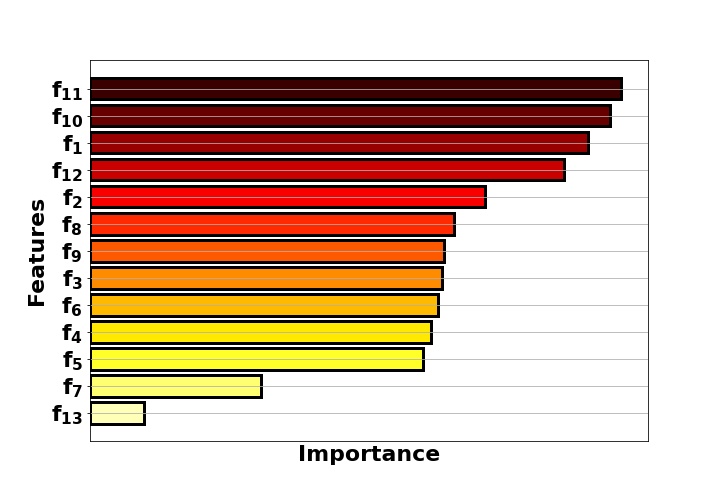 f₁₁
f₁₀
f₁
f₁₂
f₂
f₈
f₉
f₃
f₆
f₄
f₅
f₇
f₁₃
Features
Importance